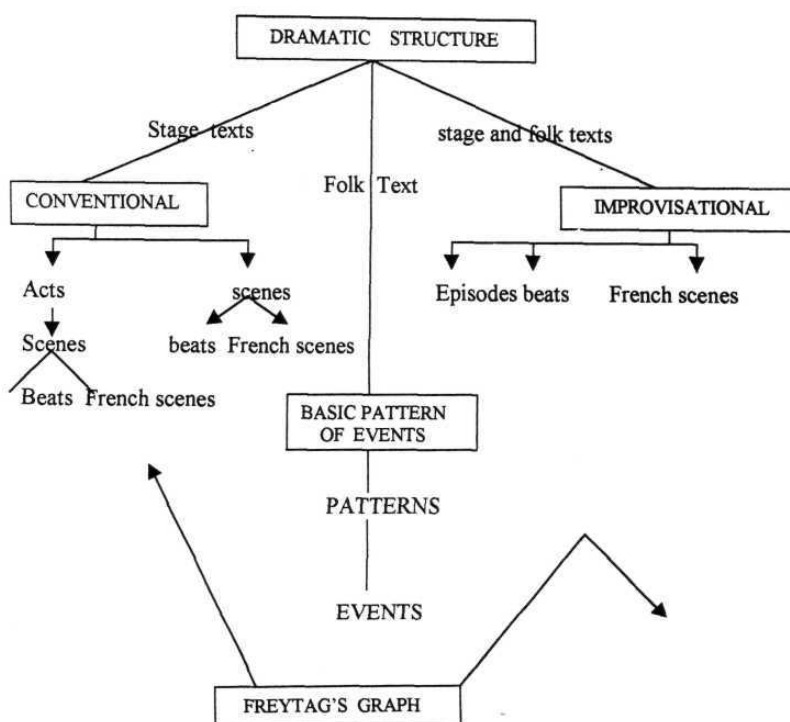 DRAMATIC STRUCTURE
Stage texts
stage and folk texts
Folk Text
CONVENTIONAL
IMPROVISATIONAL
Acts
scenes
Episodes beats
French scenes
Scenes
beats French scenes
Beats French scenes
BASIC PATTERN
OF EVENTS
PATTERNS
EVENTS
FREYTAG'S GRAPH